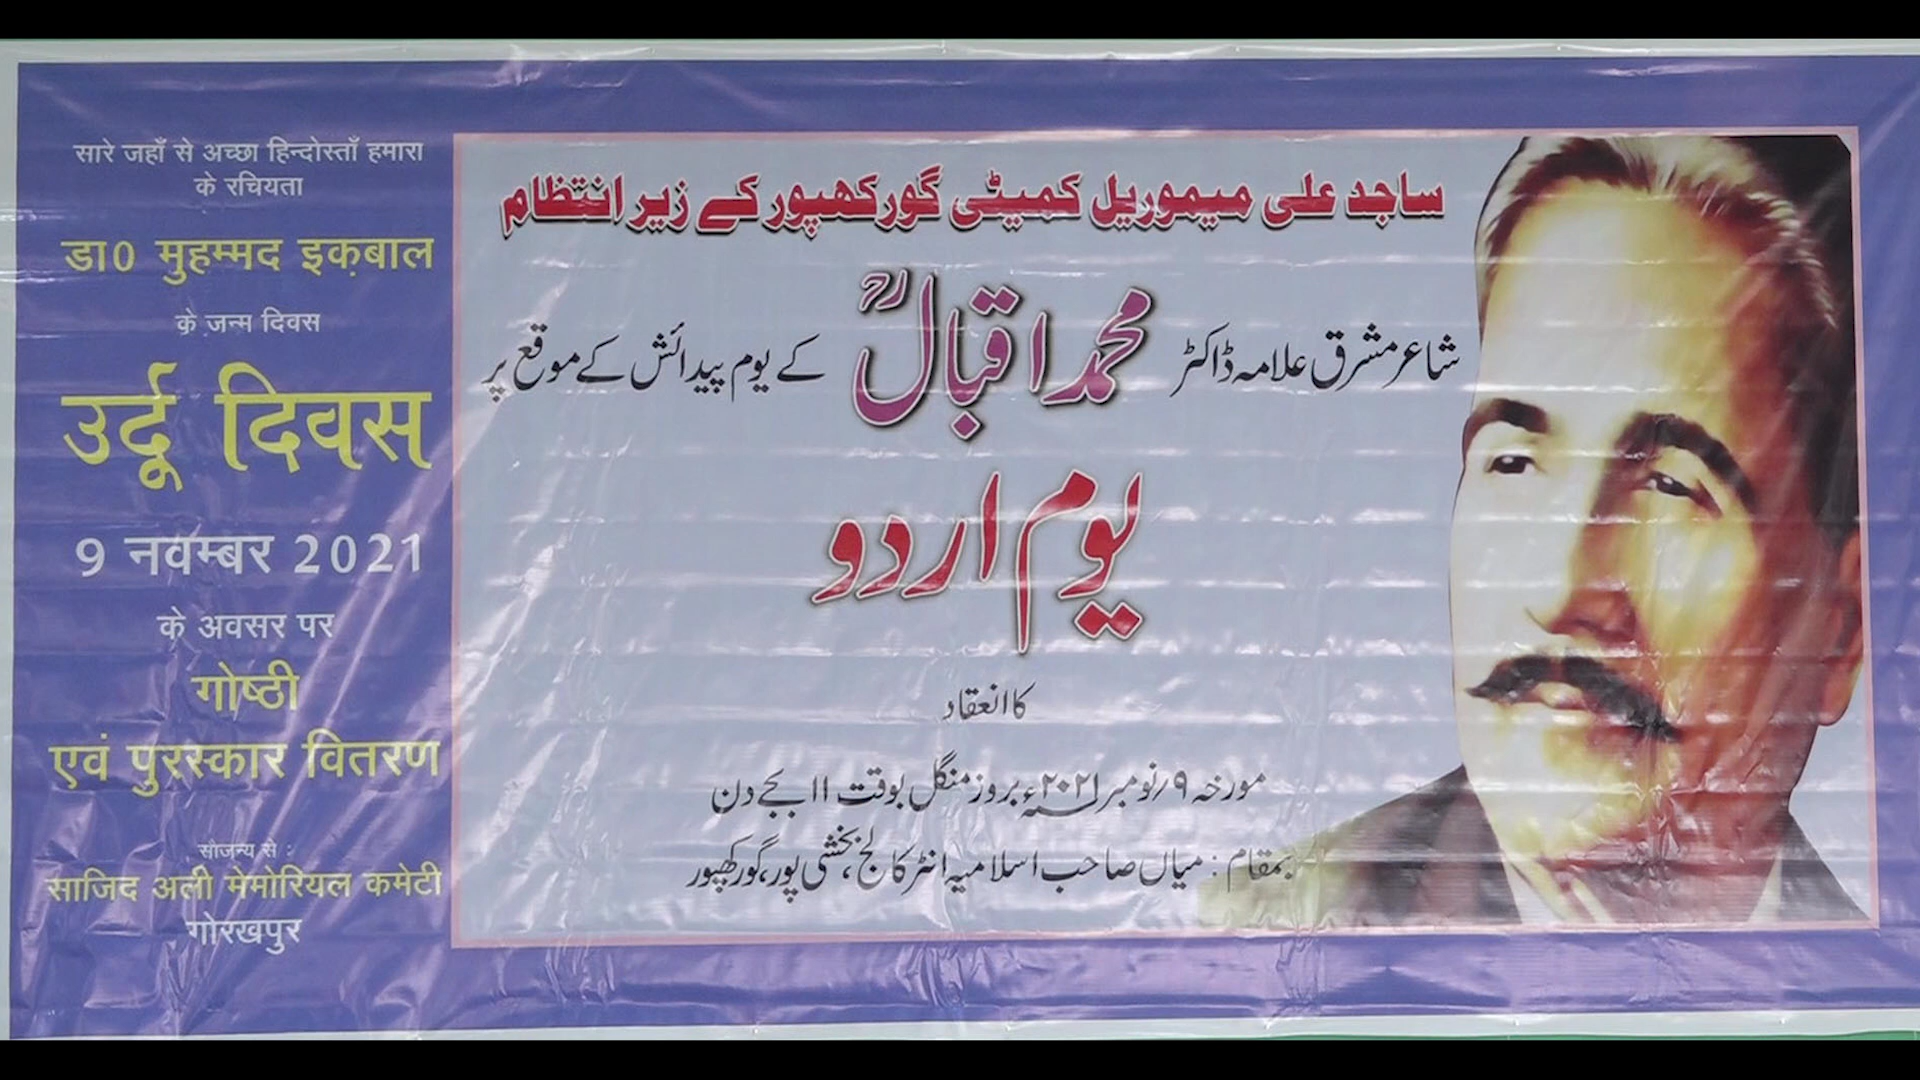 सारे जहाँ से अच्छा हिन्दोस्ताँ हमारा
के रचियता
डा0 मुहम्मद इक़बाल
के जन्म दिवस
उर्दू दिवस
9 नवम्बर 2021
के अवसर पर
गोष्ठी
एवं पुरस्कार वितरण
सौजन्य से :
साजिद अली मेमोरियल कमेटी
गोरखपुर
ساجد علی میموریل کمیٹی گورکھپور کے زیر انتظام
شاعر مشرق علامہ ڈاکٹر محمد اقبالؒ کے یوم پیدائش کے موقع پر
یوم اردو
کا انعقاد
مورخہ ۹/نومبر ۲۰۲۱ء بروز منگل بوقت ۱۱ بجے دن
بمقام : میاں صاحب اسلامیہ انٹر کالج، بخشی پور، گورکھپور